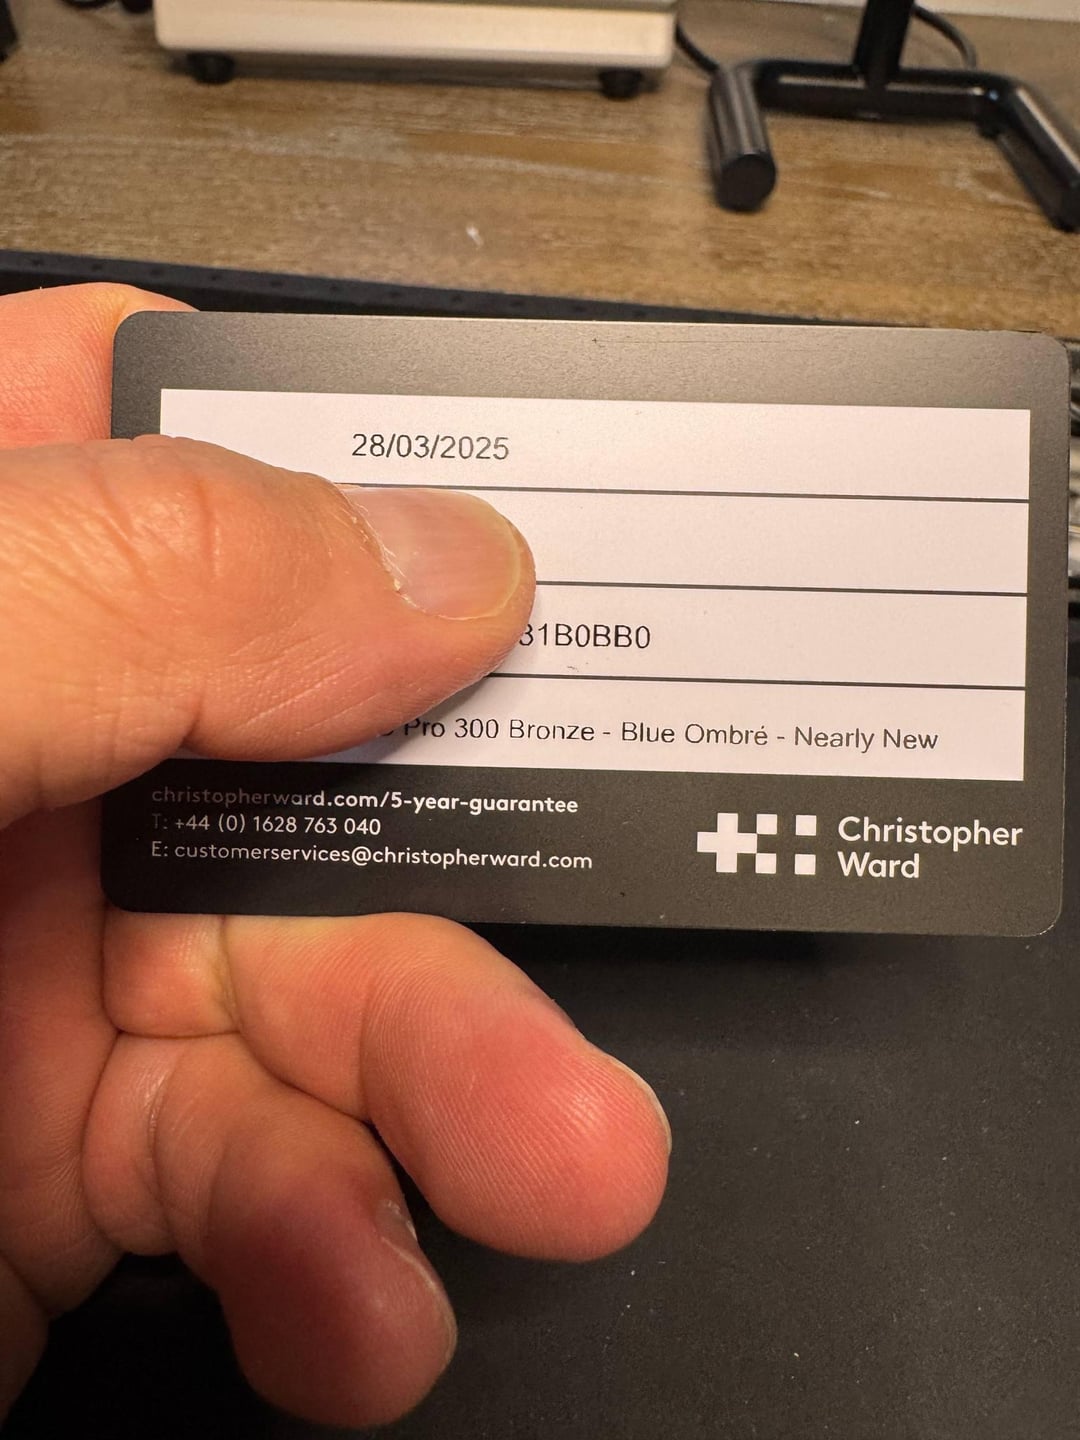 28/03/2025
31B0BB0
Pro 300 Bronze - Blue Ombré - Nearly New
christopherward.com/5-year-guarantee
T: +44 (0) 1628 763 040
E: customerservices@christopherward.com
Christopher
Ward